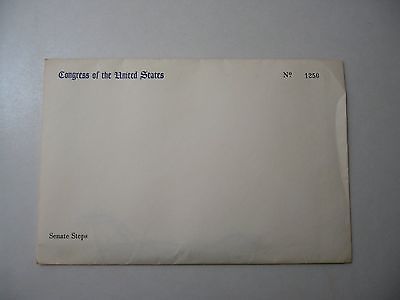 Congress of the United States Nº 1250
Senate Steps